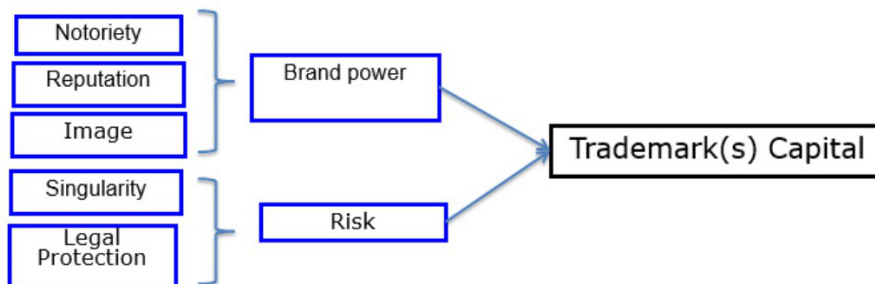 Notoriety
Reputation
Image
Singularity
Legal
Protection
Brand power
Risk
Trademark(s) Capital